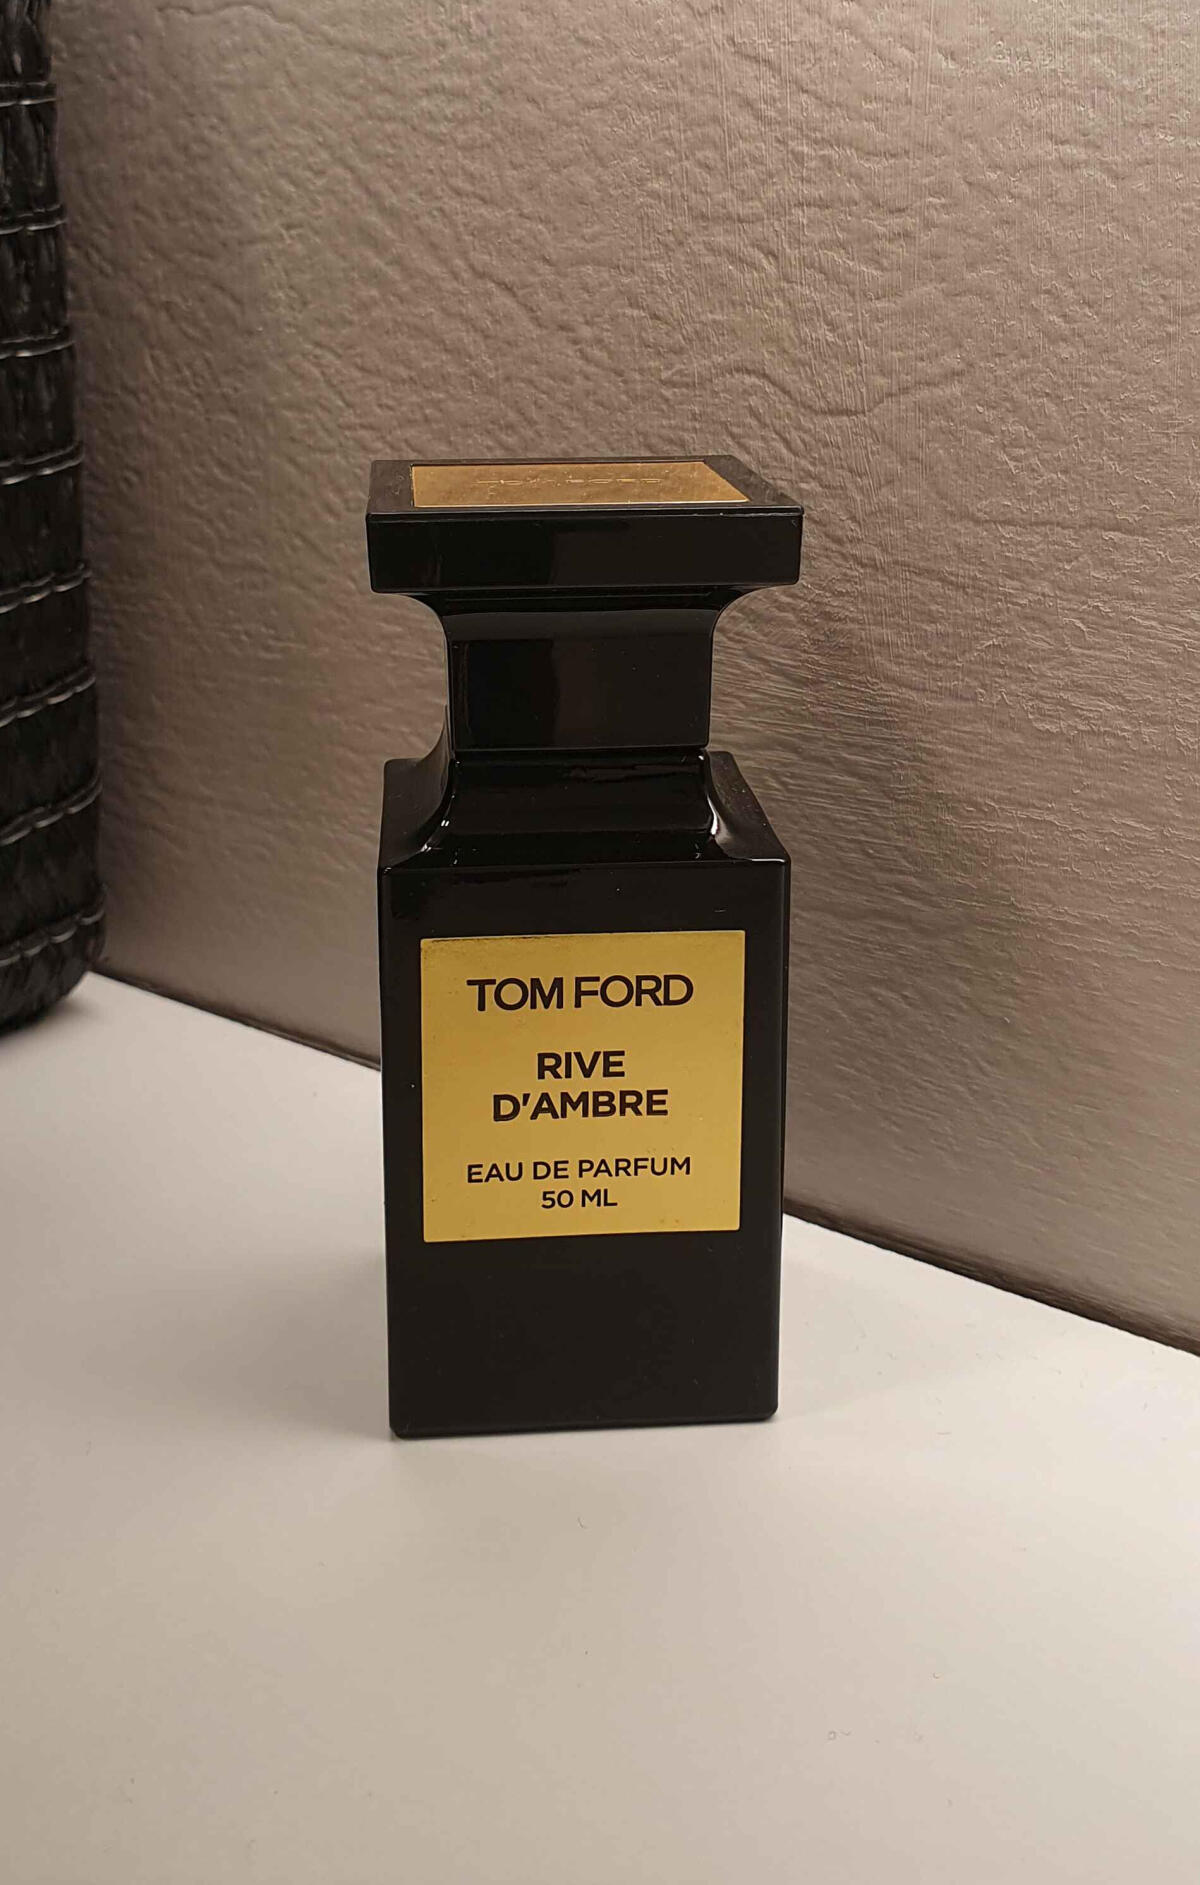 TOM FORD
RIVE
D'AMBRE
EAU DE PARFUM
50 ML